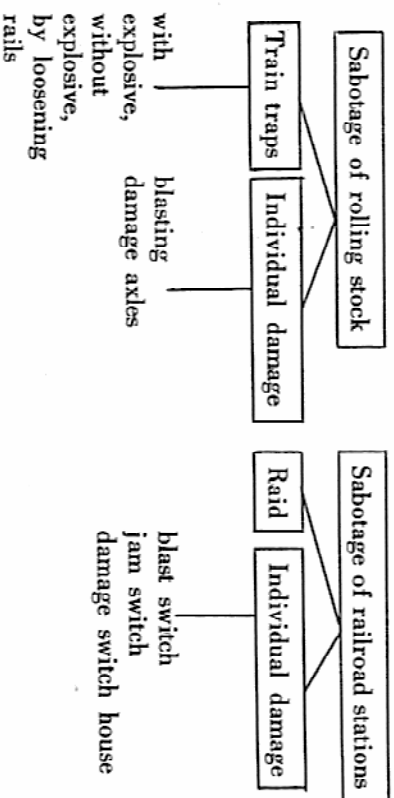 Sabotage of rolling stock
Train traps
Individual damage
with
explosive,
without
explosive,
by loosening
rails
blasting
damage axles
Sabotage of railroad stations
Raid
Individual damage
blast switch
jam switch
damage switch house